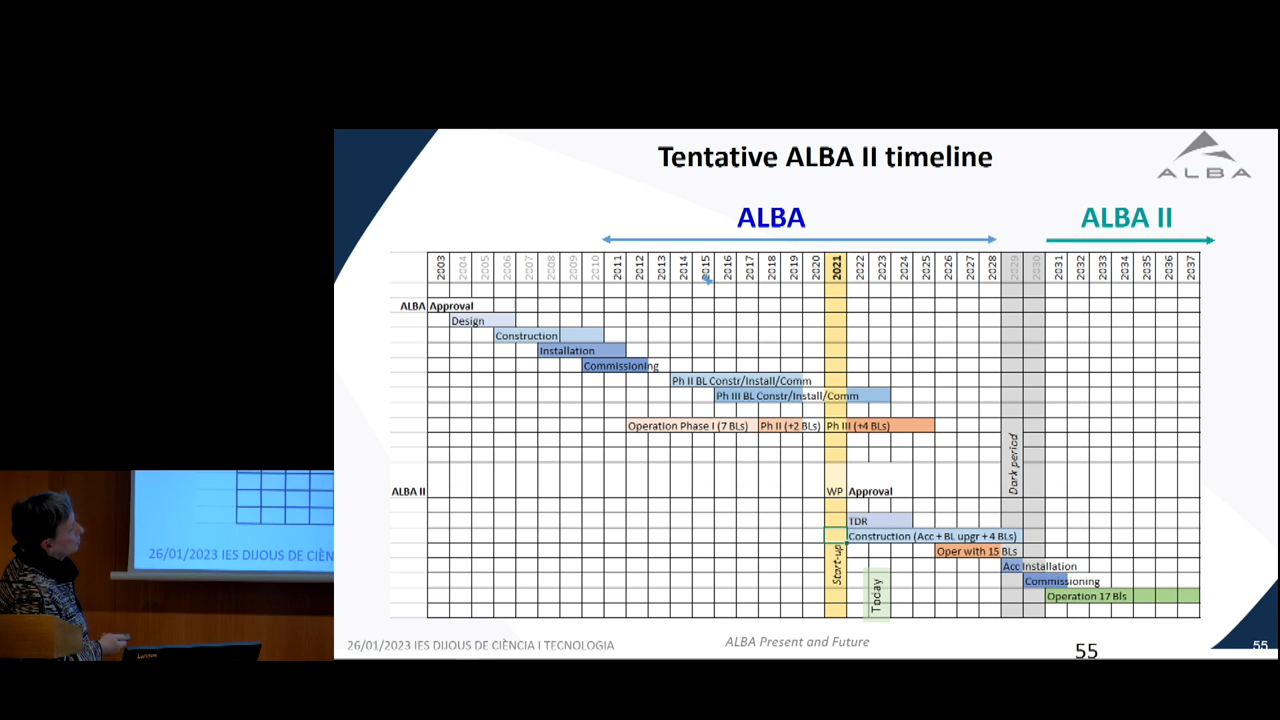 Tentative ALBA II timeline
ALBA
ALBA
ALBA II
2003 2004 2005 2006 2007 2008 2009 2010 2011 2012 2013 2014 2015 2016 2017 2018 2019 2020 2021 2022 2023 2024 2025 2026 2027 2028 2029 2030 2031 2032 2033 2034 2035 2036 2037
ALBA Approval
Design
Construction
Installation
Commissioning
Ph II BL Constr/Install/Comm
Ph III BL Constr/Install/Comm
Operation Phase I (7 BLs) Ph II (+2 BLs) Ph III (+4 BLs)
Dark period
ALBA II WP Approval
TDR
Construction (Acc + BL upgr + 4 BLs)
Start-up
Oper with 15 BLs
Acc Installation
Today
Commissioning
Operation 17 Bls
26/01/2023 IES DIJOUS DE CIÈNCIA I TECNOLOGIA
ALBA Present and Future
55
55
26/01/2023 IES DIJOUS DE CIÈN
Lenovo